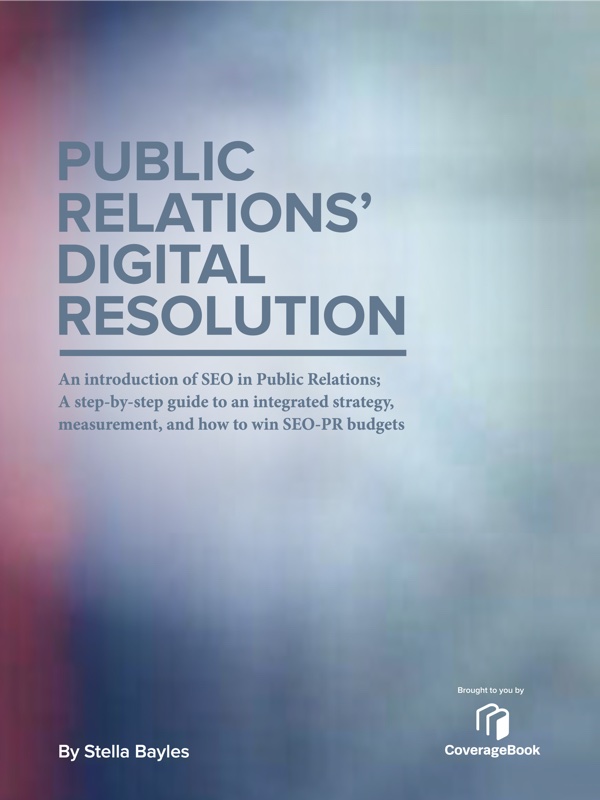 PUBLIC
RELATIONS’
DIGITAL
RESOLUTION
An introduction of SEO in Public Relations;
A step-by-step guide to an integrated strategy,
measurement, and how to win SEO-PR budgets
Brought to you by
CoverageBook
By Stella Bayles